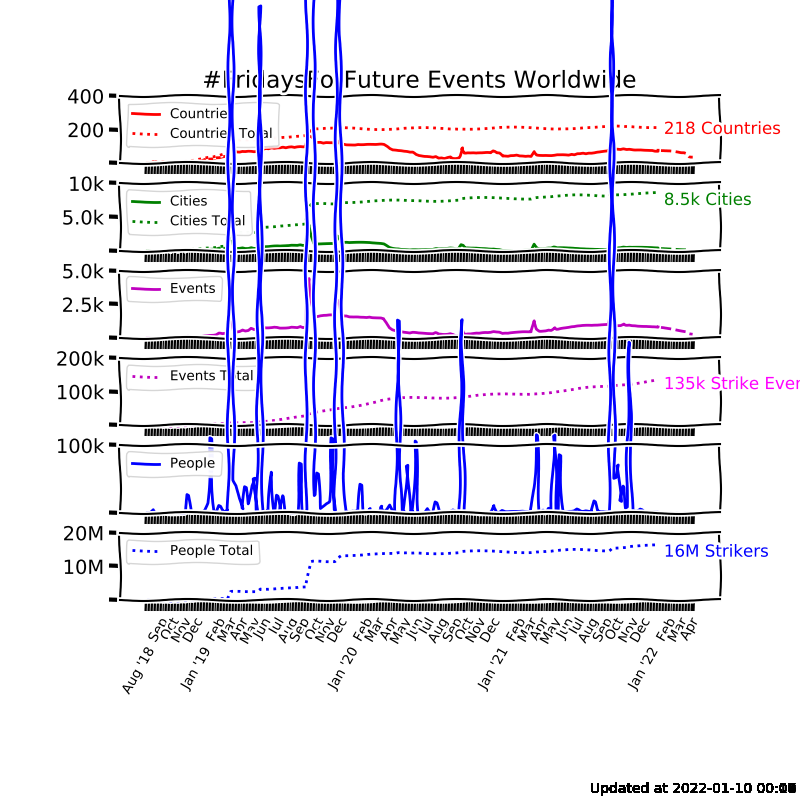 #FridaysForFuture Events Worldwide
400
200
Countries
Countries Total
218 Countries
10k
5.0k
Cities
Cities Total
8.5k Cities
5.0k
2.5k
Events
200k
100k
Events Total
135k Strike Ever
100k
People
20M
10M
People Total
16M Strikers
Aug '18 Sep Oct Nov Dec Jan '19 Feb Mar Apr May Jun Jul Aug Sep Oct Nov Dec Jan '20 Feb Mar Apr May Jun Jul Aug Sep Oct Nov Dec Jan '21 Feb Mar Apr May Jun Jul Aug Sep Oct Nov Dec Jan '22 Feb Mar Apr
Updated at 2022-01-10